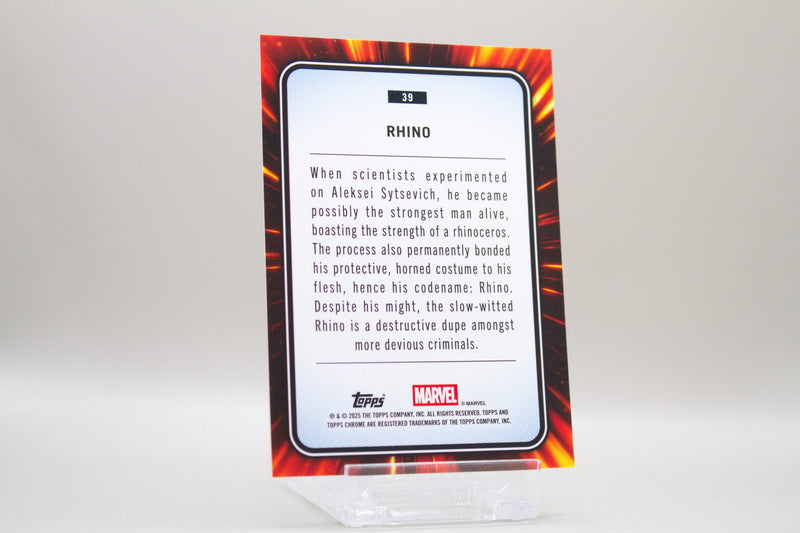 39
RHINO
When scientists experimented
on Aleksei Sytsevich, he became
possibly the strongest man alive,
boasting the strength of a rhinoceros.
The process also permanently bonded
his protective, horned costume to his
flesh, hence his codename: Rhino.
Despite his might, the slow-witted
Rhino is a destructive dupe amongst
more devious criminals.
topps MARVEL © MARVEL
® & © 2025 THE TOPPS COMPANY, INC. ALL RIGHTS RESERVED. TOPPS AND
TOPPS CHROME ARE REGISTERED TRADEMARKS OF THE TOPPS COMPANY, INC.